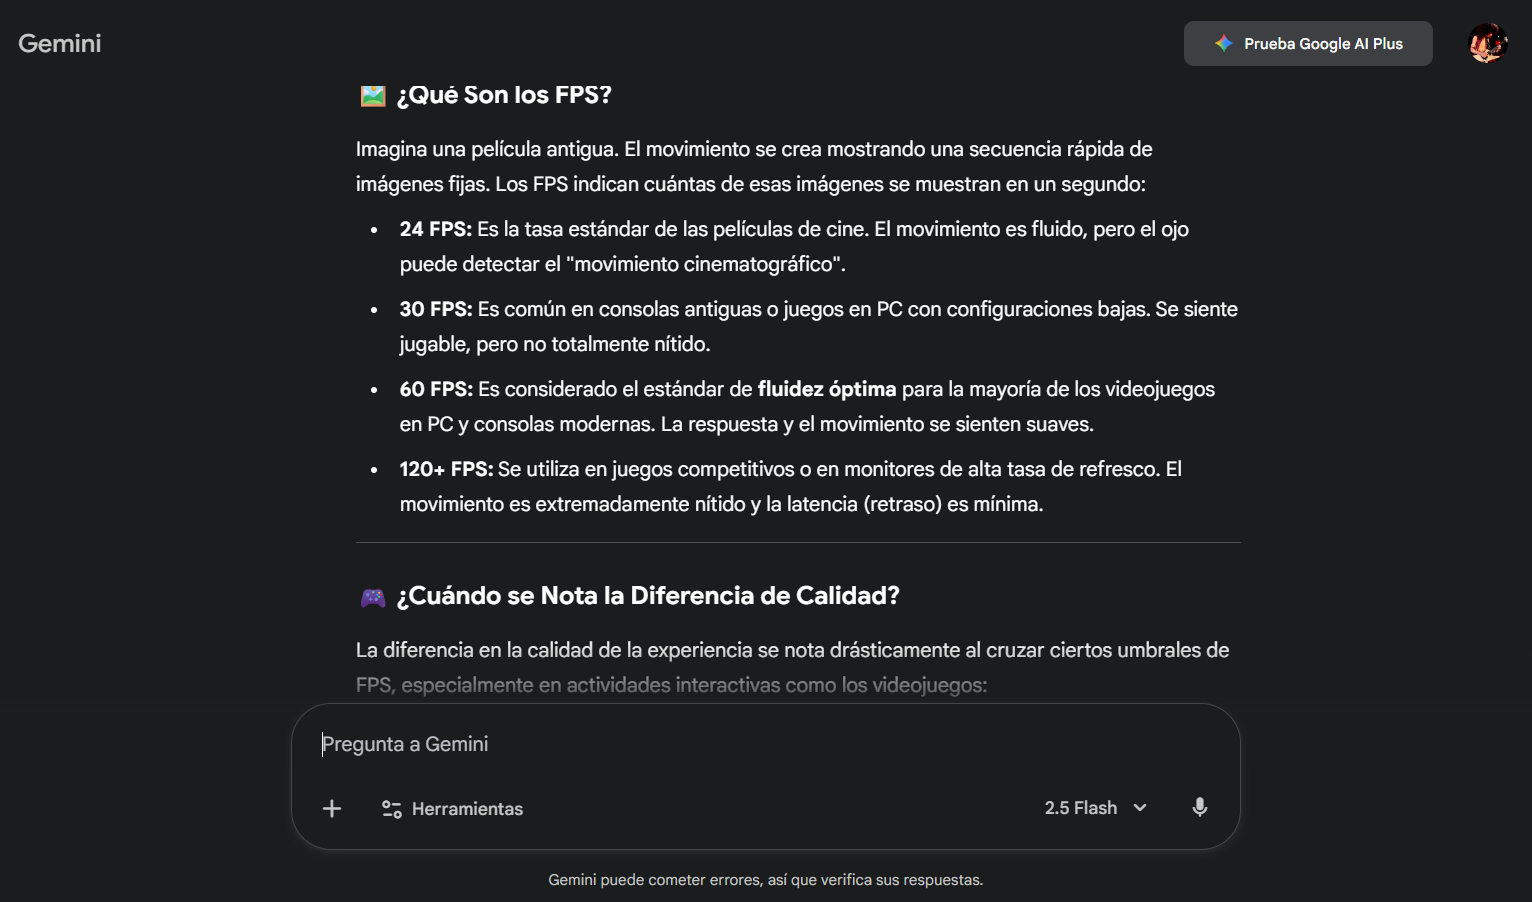 Gemini
Prueba Google AI Plus
¿Qué Son los FPS?
Imagina una película antigua. El movimiento se crea mostrando una secuencia rápida de
imágenes fijas. Los FPS indican cuántas de esas imágenes se muestran en un segundo:
• 24 FPS: Es la tasa estándar de las películas de cine. El movimiento es fluido, pero el ojo
puede detectar el "movimiento cinematográfico".
• 30 FPS: Es común en consolas antiguas o juegos en PC con configuraciones bajas. Se siente
jugable, pero no totalmente nítido.
• 60 FPS: Es considerado el estándar de fluidez óptima para la mayoría de los videojuegos
en PC y consolas modernas. La respuesta y el movimiento se sienten suaves.
• 120+ FPS: Se utiliza en juegos competitivos o en monitores de alta tasa de refresco. El
movimiento es extremadamente nítido y la latencia (retraso) es mínima.
¿Cuándo se Nota la Diferencia de Calidad?
La diferencia en la calidad de la experiencia se nota drásticamente al cruzar ciertos umbrales de
FPS, especialmente en actividades interactivas como los videojuegos:
Pregunta a Gemini
Herramientas
2.5 Flash
Gemini puede cometer errores, así que verifica sus respuestas.